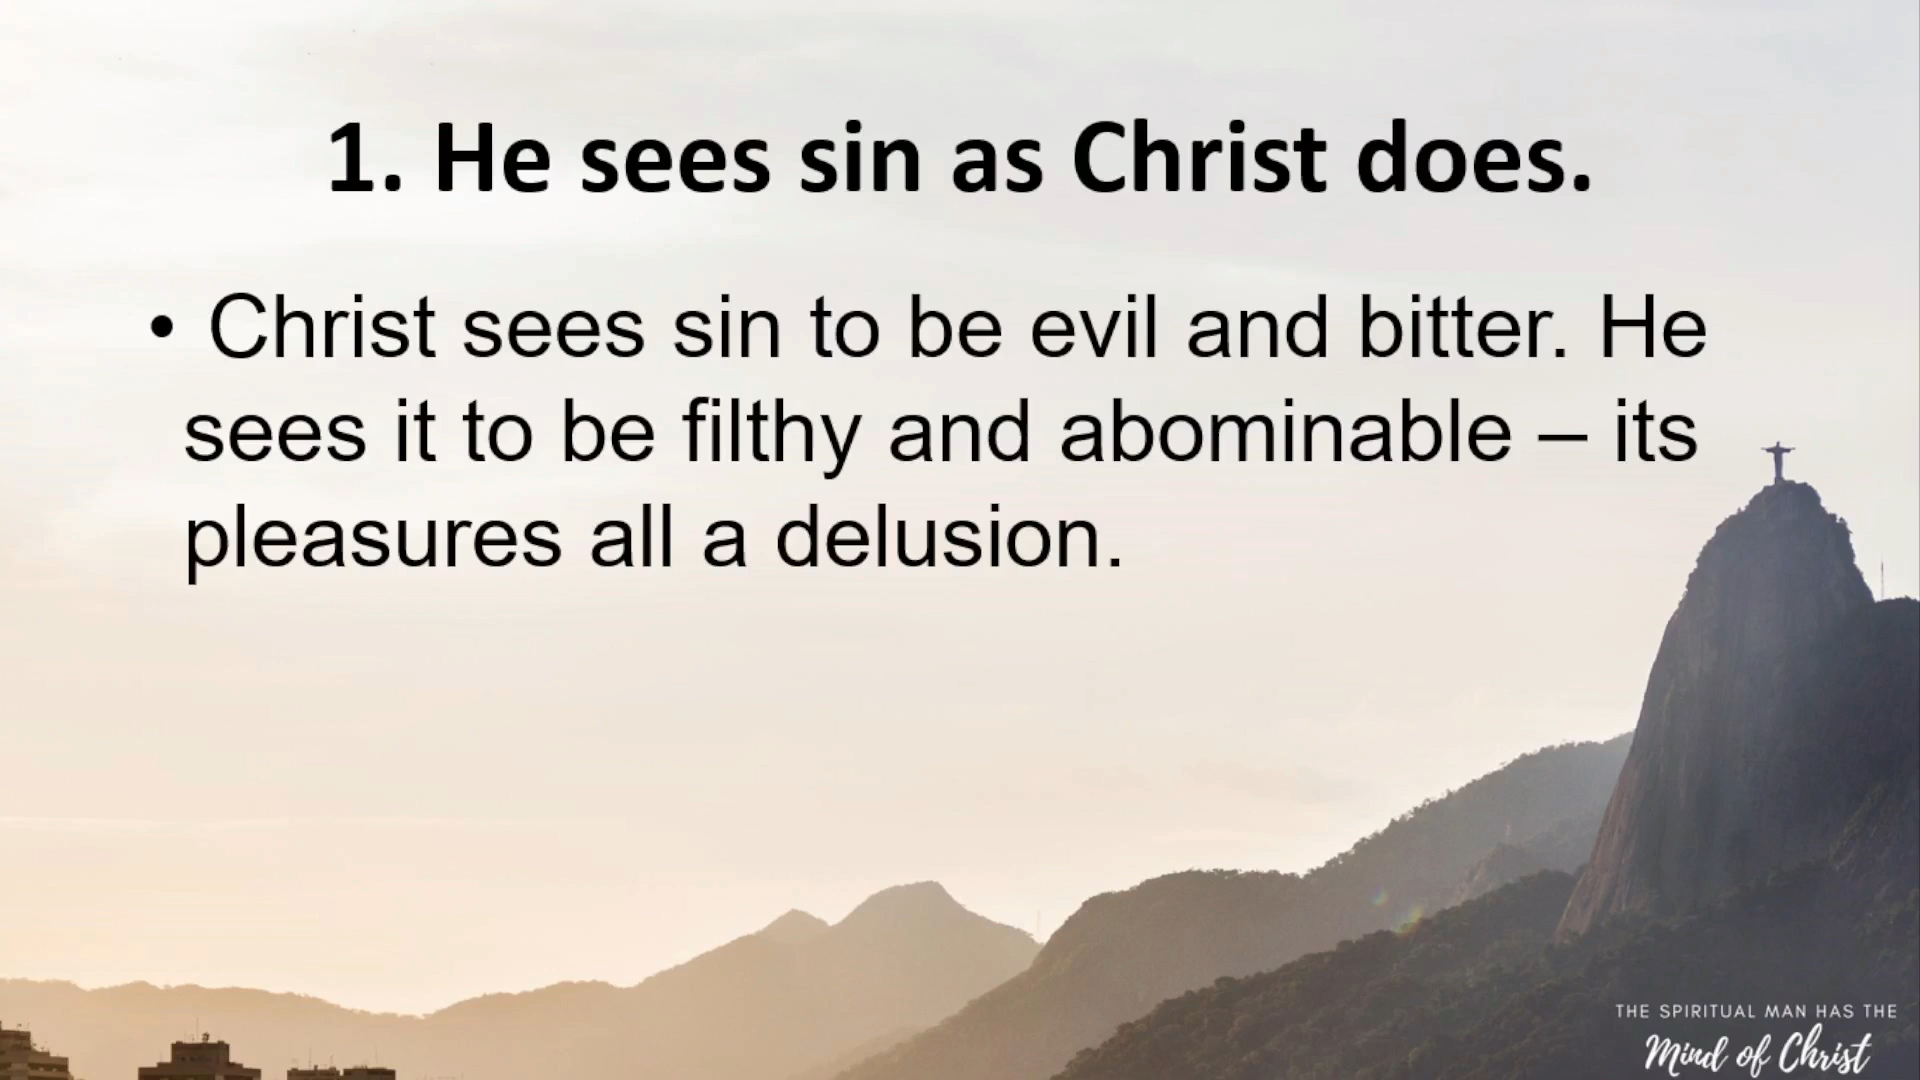 1. He sees sin as Christ does.
• Christ sees sin to be evil and bitter. He
sees it to be filthy and abominable – its
pleasures all a delusion.
THE SPIRITUAL MAN HAS THE
Mind of Christ